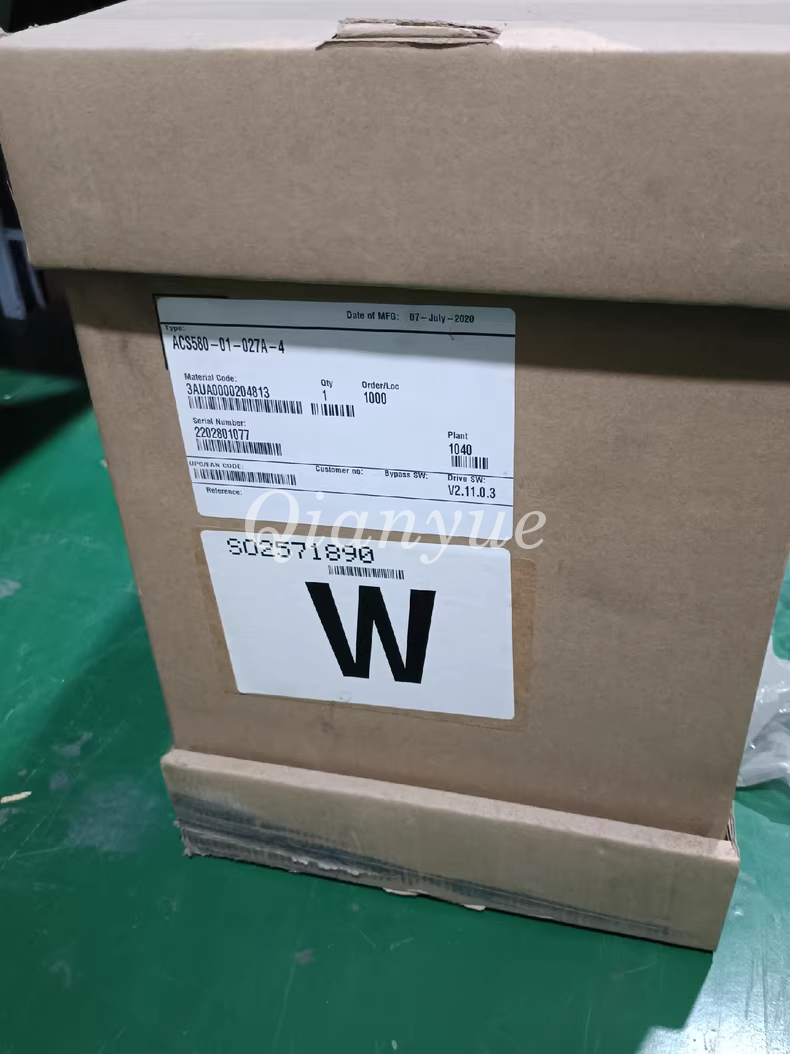 Date of MFG: 07-July-2020
Type:
ACS580-01-027A-4
Material Code: Qty Order/Loc
3AUA0000204813 1 1000
Serial Number: Plant
2202801077 1040
UPC/EAN CODE: Customer no: Bypass SW: Drive SW:
V2.11.0.3
Reference:
Qianyue
SO2571890
W